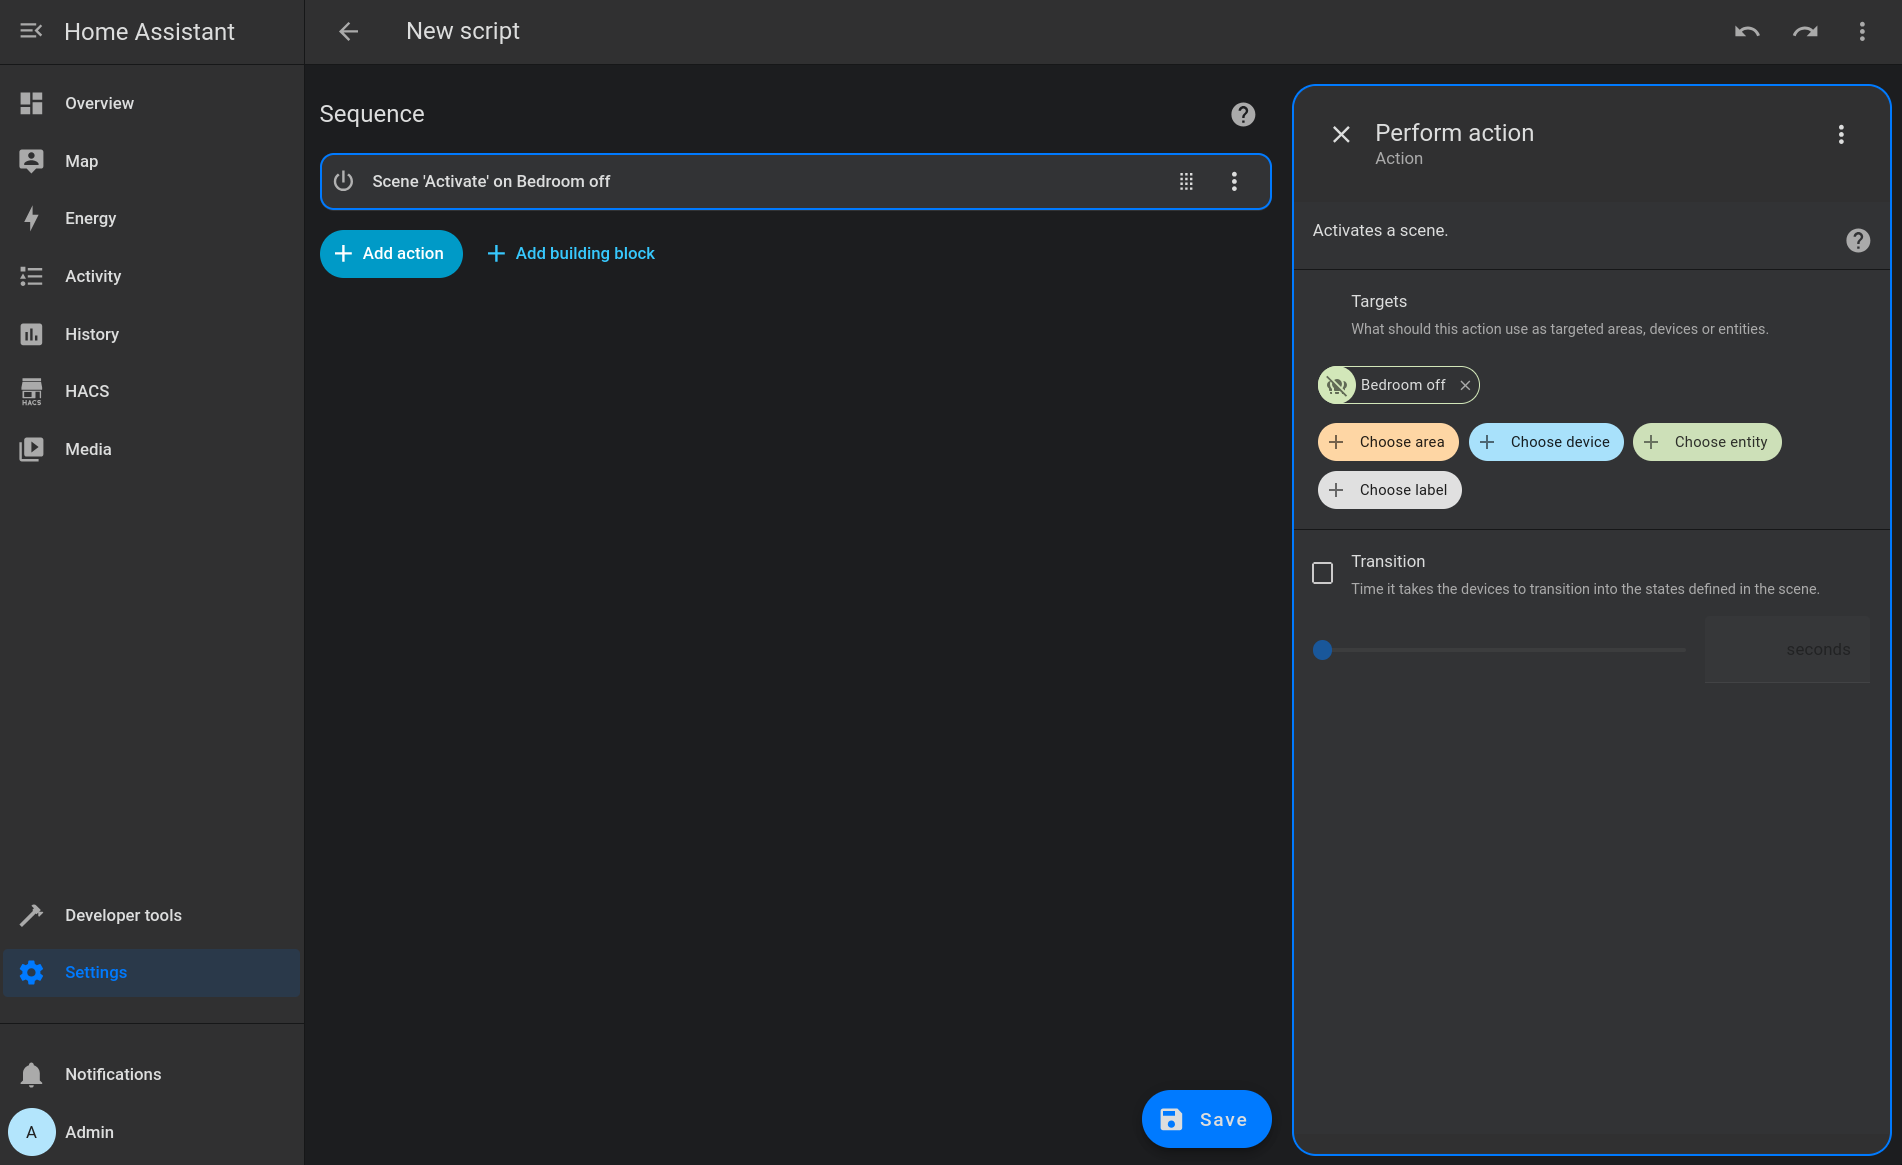 Home Assistant
New script
Overview
Map
Energy
Activity
History
HACS
HACS
Media
Developer tools
Settings
Notifications
A
Admin
Sequence
Scene 'Activate' on Bedroom off
Add action
Add building block
Save
Perform action
Action
Activates a scene.
Targets
What should this action use as targeted areas, devices or entities.
Bedroom off
Choose area
Choose device
Choose entity
Choose label
Transition
Time it takes the devices to transition into the states defined in the scene.
seconds